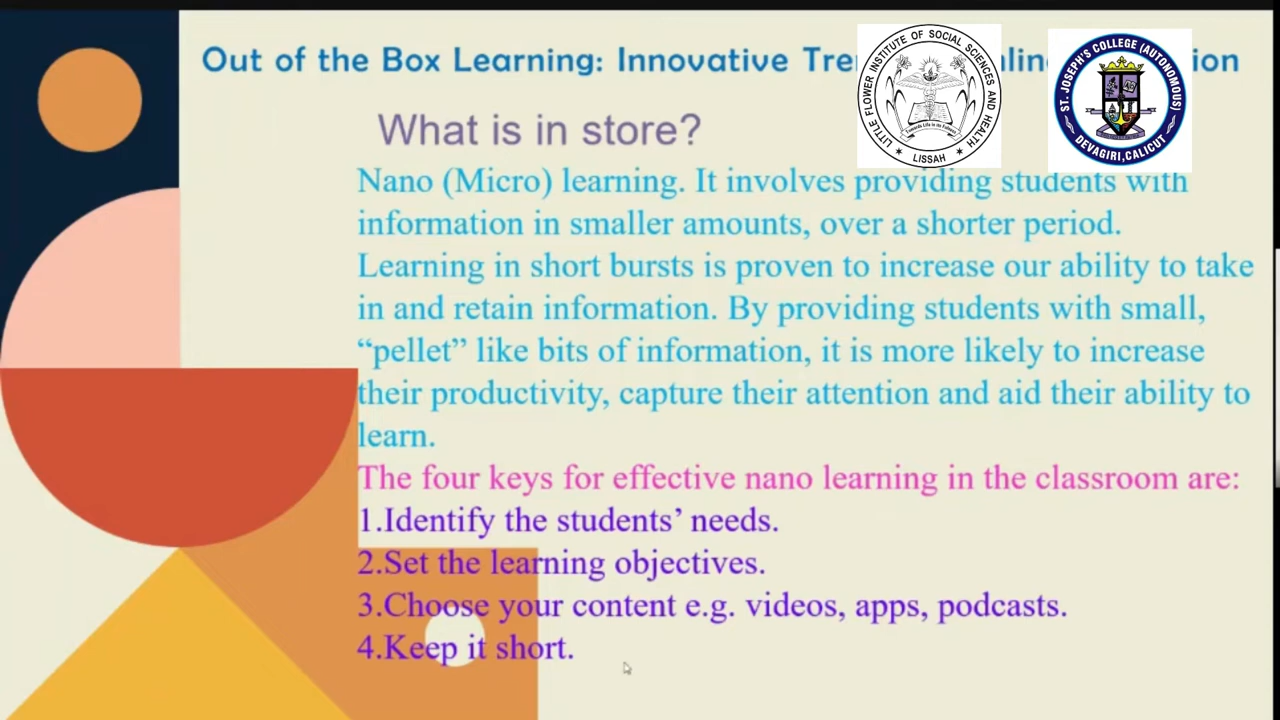 Out of the Box Learning: Innovative
What is in store?
Nano (Micro) learning. It involves providing students with
information in smaller amounts, over a shorter period.
Learning in short bursts is proven to increase our ability to take
in and retain information. By providing students with small,
“pellet” like bits of information, it is more likely to increase
their productivity, capture their attention and aid their ability to
learn.
The four keys for effective nano learning in the classroom are:
1.Identify the students’ needs.
2.Set the learning objectives.
3.Choose your content e.g. videos, apps, podcasts.
4.Keep it short.
LITTLE FLOWER INSTITUTE OF SOCIAL SCIENCES AND HEALTH
LISSAH
ST. JOSEPH'S COLLEGE (AUTONOMOUS)
DEVAGIRI, CALICUT